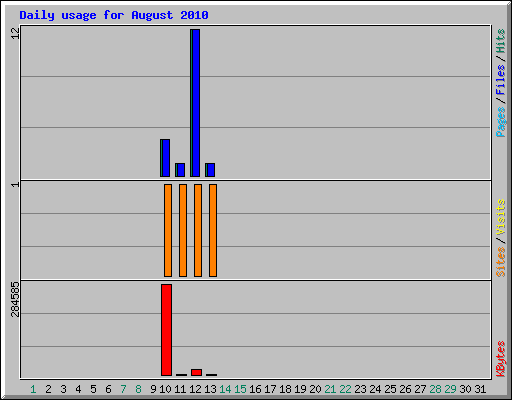 Daily usage for August 2010
12
1
284585
Pages / Files / Hits
Sites / Visits
KBytes
1 2 3 4 5 6 7 8 9 10 11 12 13 14 15 16 17 18 19 20 21 22 23 24 25 26 27 28 29 30 31